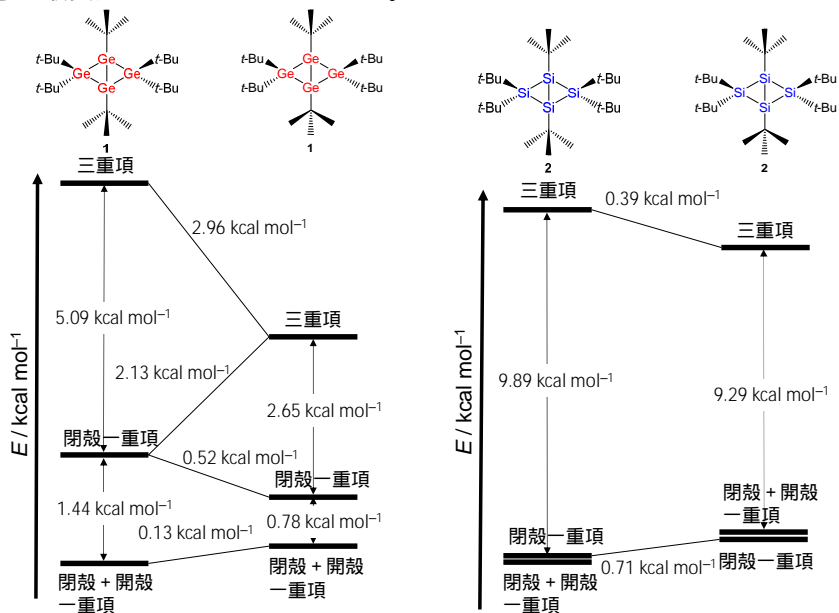 t-Bu
Ge
t-Bu
Ge
Ge
t-Bu
Ge
t-Bu
1
t-Bu
Ge
t-Bu
Ge
Ge
t-Bu
Ge
t-Bu
1
t-Bu
Si
t-Bu
Si
Si
t-Bu
Si
t-Bu
2
t-Bu
Si
t-Bu
Si
Si
t-Bu
Si
t-Bu
2
E / kcal mol–1
三重項
2.96 kcal mol–1
5.09 kcal mol–1
三重項
2.13 kcal mol–1
2.65 kcal mol–1
閉殻一重項
0.52 kcal mol–1
閉殻一重項
1.44 kcal mol–1
0.13 kcal mol–1
0.78 kcal mol–1
閉殻 + 開殻
一重項
閉殻 + 開殻
一重項
E / kcal mol–1
三重項
0.39 kcal mol–1
三重項
9.89 kcal mol–1
9.29 kcal mol–1
閉殻 + 開殻
一重項
閉殻一重項
0.71 kcal mol–1
閉殻一重項
閉殻 + 開殻
一重項